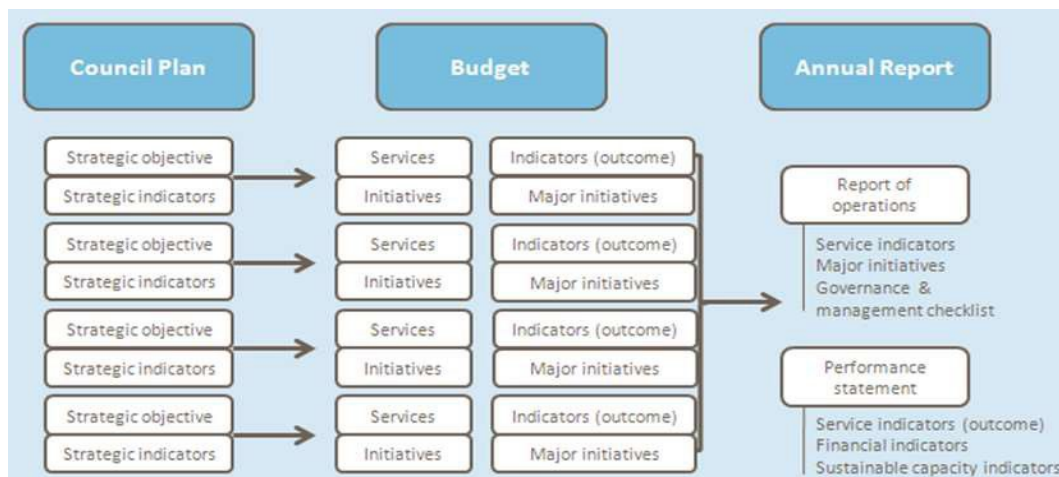 Council Plan
Budget
Annual Report
Strategic objective
Strategic indicators
Services
Initiatives
Indicators (outcome)
Major initiatives
Strategic objective
Strategic indicators
Services
Initiatives
Indicators (outcome)
Major initiatives
Strategic objective
Strategic indicators
Services
Initiatives
Indicators (outcome)
Major initiatives
Strategic objective
Strategic indicators
Services
Initiatives
Indicators (outcome)
Major initiatives
Report of
operations
Service indicators
Major initiatives
Governance &
management checklist
Performance
statement
Service indicators (outcome)
Financial indicators
Sustainable capacity indicators